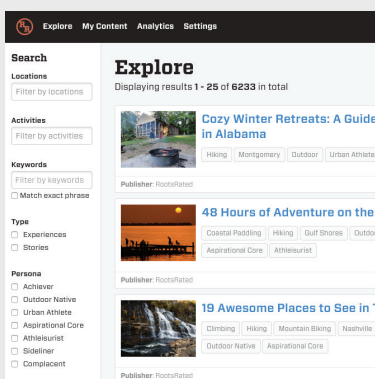 RR Explore My Content Analytics Settings
Search
Locations
Filter by locations
Activities
Filter by activities
Keywords
Filter by keywords
Match exact phrase
Type
Experiences
Stories
Persona
Achiever
Outdoor Native
Urban Athlete
Aspirational Core
Athleisurist
Sideliner
Complacent
Explore
Displaying results 1 - 25 of 6233 in total
Cozy Winter Retreats: A Guide
in Alabama
Hiking Montgomery Outdoor Urban Athlete
Publisher: RootsRated
48 Hours of Adventure on the
Coastal Paddling Hiking Gulf Shores Outdoo
Aspirational Core Athleisurist
Publisher: RootsRated
19 Awesome Places to See in
Climbing Hiking Mountain Biking Nashville
Outdoor Native Aspirational Core
Publisher: RootsRated